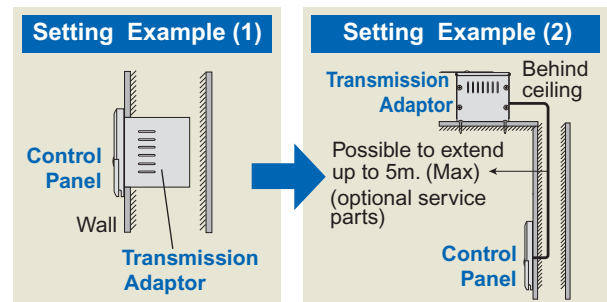 Setting Example (1)
Control
Panel
Wall
Transmission
Adaptor
Setting Example (2)
Transmission
Adaptor
Behind
ceiling
Possible to extend
up to 5m. (Max)
(optional service
parts)
Control
Panel